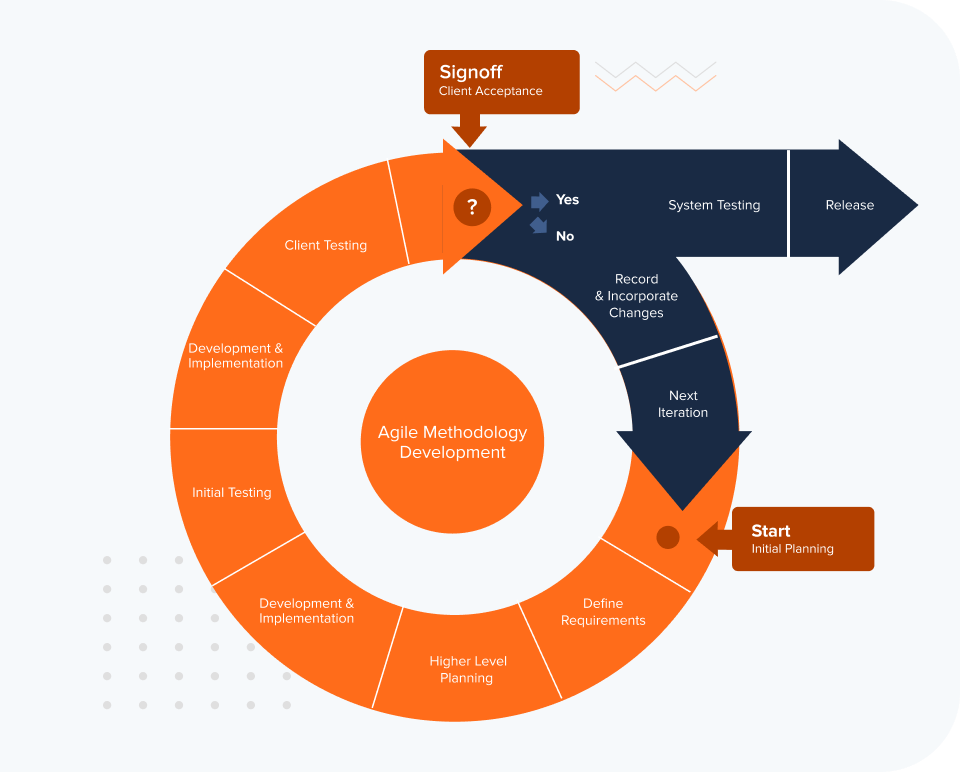 Signoff
Client Acceptance
?
Yes
No
System Testing
Release
Client Testing
Record
& Incorporate
Changes
Development &
Implementation
Next
Iteration
Agile Methodology
Development
Initial Testing
Start
Initial Planning
Development &
Implementation
Define
Requirements
Higher Level
Planning